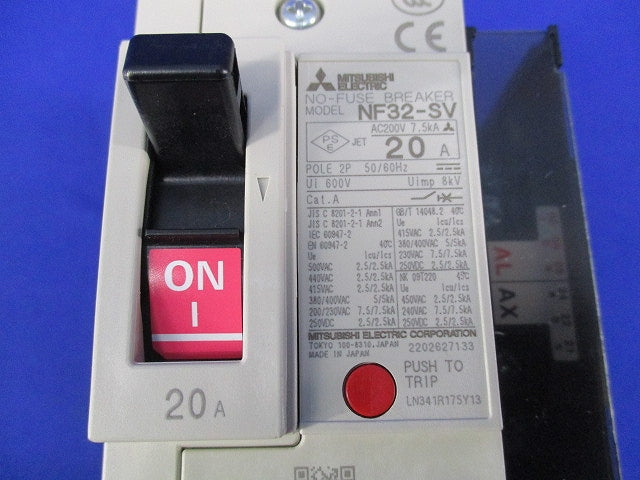 CE
MITSUBISHI
ELECTRIC
NO-FUSE BREAKER
MODEL NF32-SV
AC200V 7.5kA
PS
E
JET
20 A
POLE 2P 50/60Hz
Ui 600V Uimp 8kV
Cat.A
JIS C 8201-2-1 Ann1
JIS C 8201-2-1 Ann2
IEC 60947-2
EN 60947-2 40℃
Ue Icu/Ics
500VAC 2.5/2.5kA
440VAC 2.5/2.5kA
415VAC 2.5/2.5kA
380/400VAC 5/5kA
200/230VAC 7.5/7.5kA
250VDC 2.5/2.5kA
GB/T 14048.2 40℃
Ue Icu/Ics
415VAC 2.5/2.5kA
380/400VAC 5/5kA
230VAC 7.5/7.5kA
250VDC 2.5/2.5kA
NK 09T220 45℃
Ue Icu/Ics
450VAC 2.5/2.5kA
240VAC 7.5/7.5kA
250VDC 2.5/2.5kA
MITSUBISHI ELECTRIC CORPORATION
TOKYO 100-8310, JAPAN 2202627133
MADE IN JAPAN
PUSH TO
TRIP
LN341R17SY13
ON
I
20 A
AL AX